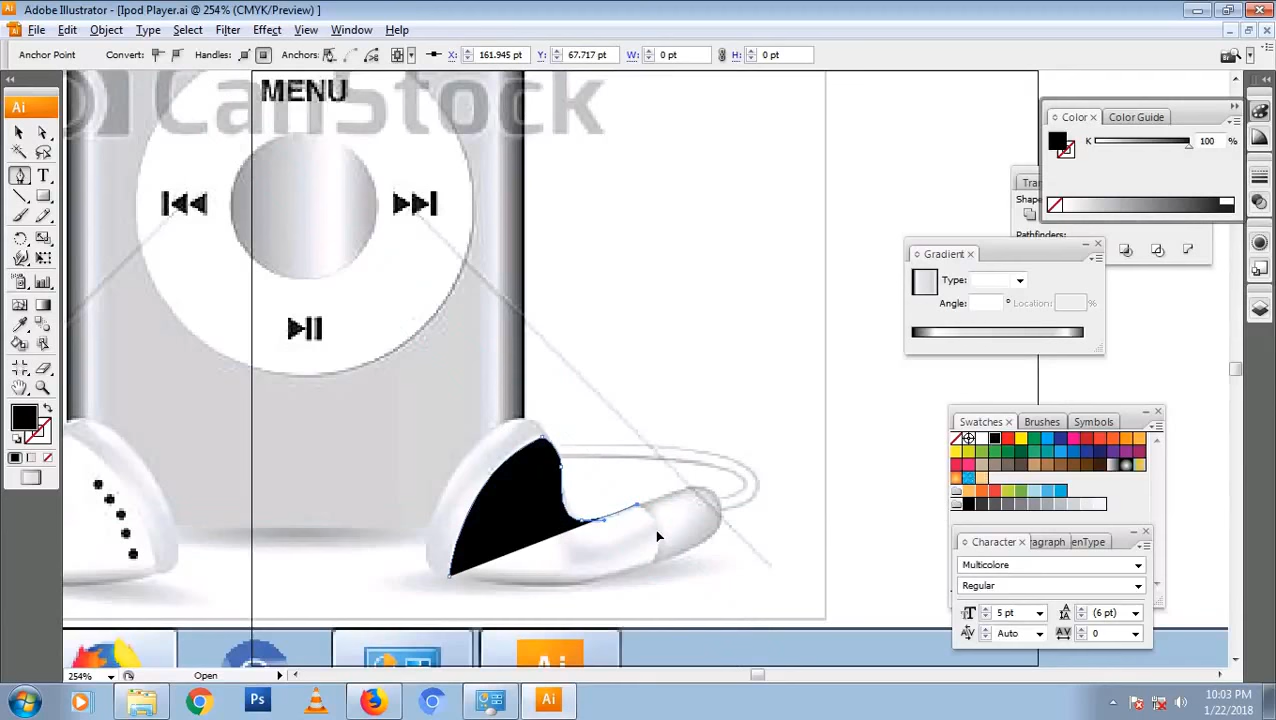 Adobe Illustrator - [Ipod Player.ai @ 254% (CMYK/Preview) ]
File Edit Object Type Select Filter Effect View Window Help
Anchor Point Convert: Handles: Anchors: X: 161.945 pt Y: 67.717 pt W: 0 pt H: 0 pt
Ai
MENU
CanStock
Color Color Guide
K 100 %
Shap
Pathfinders:
Gradient
Type:
Angle: ° Location: %
Swatches Brushes Symbols
Character aragraph enType
Multicolore
Regular
5 pt (6 pt)
Auto 0
254% Open
Ps Ai
10:03 PM
1/22/2018